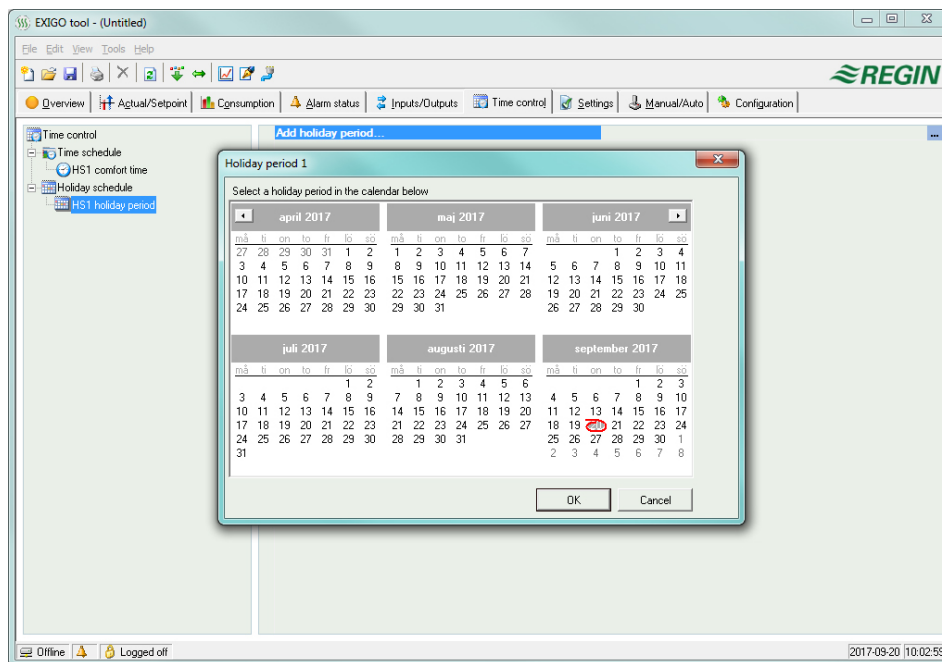 EXIGO tool - (Untitled)
File Edit View Tools Help
REGIN
Overview Actual/Setpoint Consumption Alarm status Inputs/Outputs Time control Settings Manual/Auto Configuration
Time control
Time schedule
HS1 comfort time
Holiday schedule
HS1 holiday period
Add holiday period...
...
Holiday period 1
Select a holiday period in the calendar below
april 2017
må ti on to fr lö sö
27 28 29 30 31 1 2
3 4 5 6 7 8 9
10 11 12 13 14 15 16
17 18 19 20 21 22 23
24 25 26 27 28 29 30
maj 2017
må ti on to fr lö sö
1 2 3 4 5 6 7
8 9 10 11 12 13 14
15 16 17 18 19 20 21
22 23 24 25 26 27 28
29 30 31
juni 2017
må ti on to fr lö sö
1 2 3 4
5 6 7 8 9 10 11
12 13 14 15 16 17 18
19 20 21 22 23 24 25
26 27 28 29 30
juli 2017
må ti on to fr lö sö
1 2
3 4 5 6 7 8 9
10 11 12 13 14 15 16
17 18 19 20 21 22 23
24 25 26 27 28 29 30
31
augusti 2017
må ti on to fr lö sö
1 2 3 4 5 6
7 8 9 10 11 12 13
14 15 16 17 18 19 20
21 22 23 24 25 26 27
28 29 30 31
september 2017
må ti on to fr lö sö
1 2 3
4 5 6 7 8 9 10
11 12 13 14 15 16 17
18 19 20 21 22 23 24
25 26 27 28 29 30 1
2 3 4 5 6 7 8
OK Cancel
Offline Logged off 2017-09-20 10:02:59